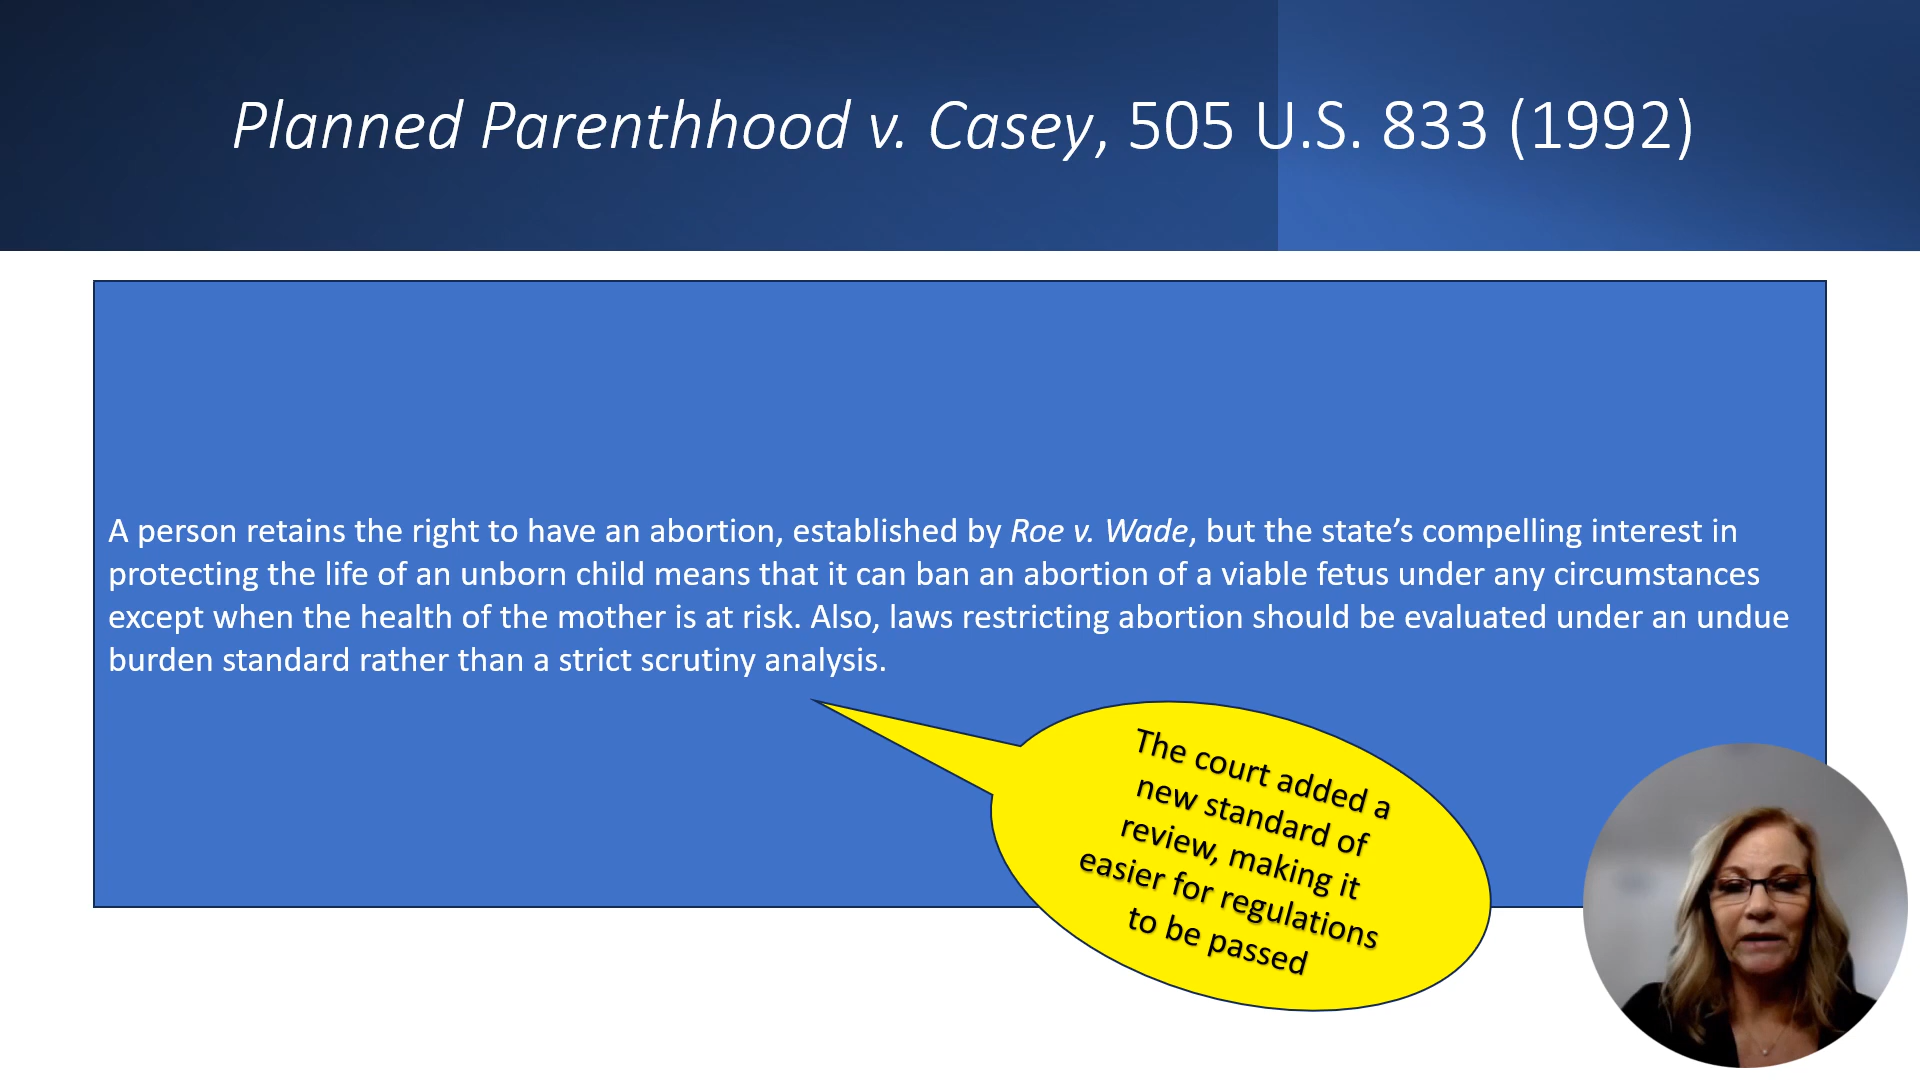 Planned Parenthhood v. Casey, 505 U.S. 833 (1992)
A person retains the right to have an abortion, established by Roe v. Wade, but the state’s compelling interest in
protecting the life of an unborn child means that it can ban an abortion of a viable fetus under any circumstances
except when the health of the mother is at risk. Also, laws restricting abortion should be evaluated under an undue
burden standard rather than a strict scrutiny analysis.
The court added a
new standard of
review, making it
easier for regulations
to be passed